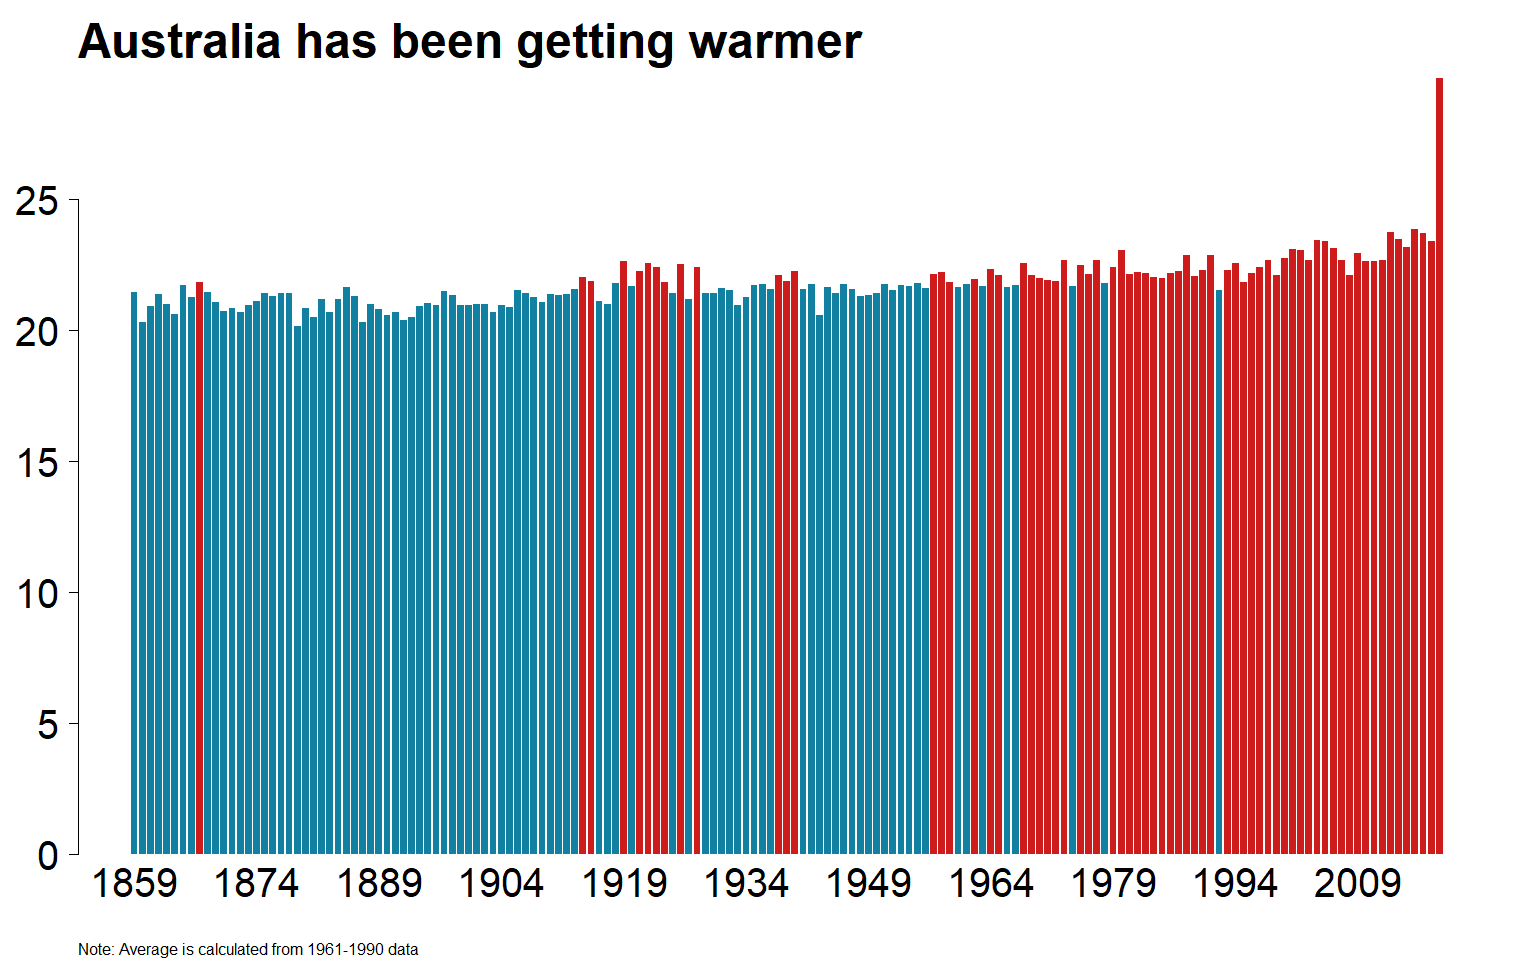 Australia has been getting warmer
25
20
15
10
5
0
1859 1874 1889 1904 1919 1934 1949 1964 1979 1994 2009
Note: Average is calculated from 1961-1990 data